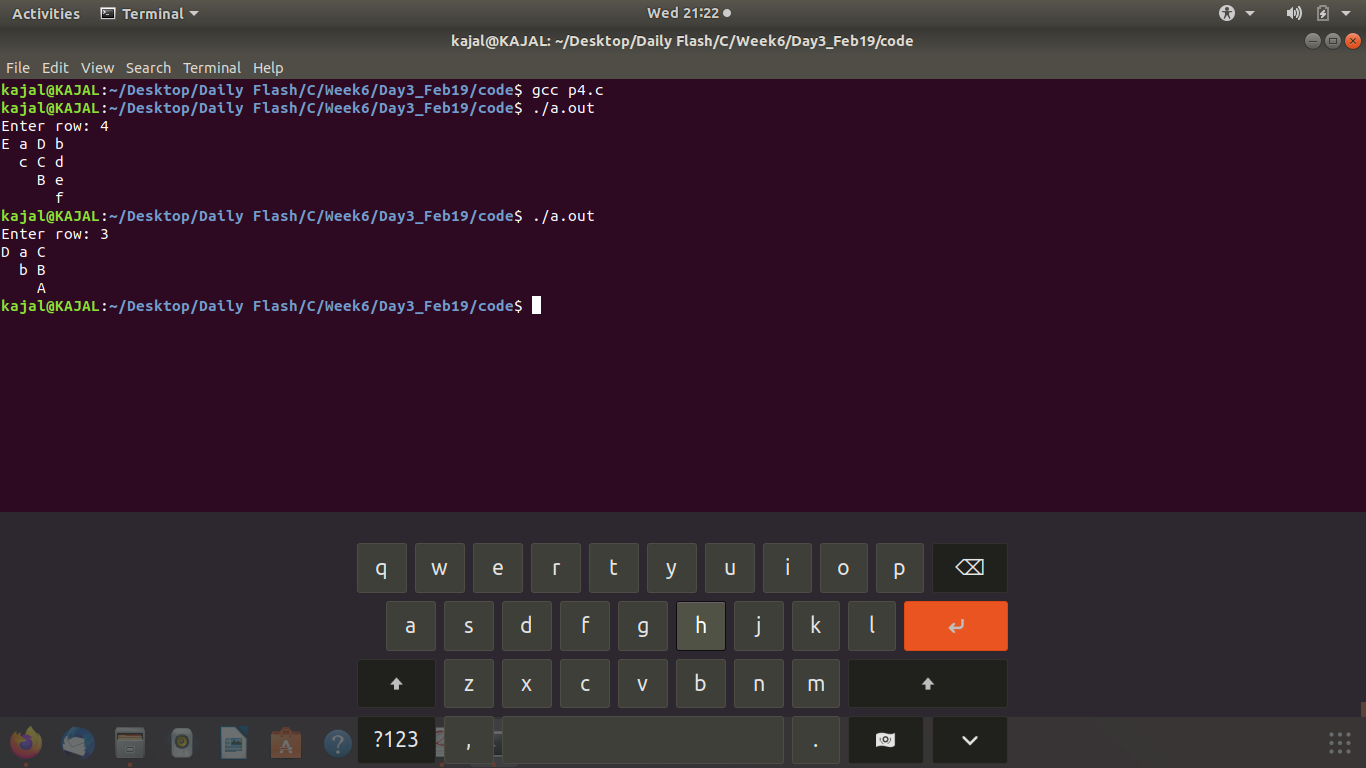 Activities Terminal Wed 21:22
kajal@KAJAL: ~/Desktop/Daily Flash/C/Week6/Day3_Feb19/code
File Edit View Search Terminal Help
kajal@KAJAL:~/Desktop/Daily Flash/C/Week6/Day3_Feb19/code$ gcc p4.c
kajal@KAJAL:~/Desktop/Daily Flash/C/Week6/Day3_Feb19/code$ ./a.out
Enter row: 4
E a D b
  c C d
    B e
      f
kajal@KAJAL:~/Desktop/Daily Flash/C/Week6/Day3_Feb19/code$ ./a.out
Enter row: 3
D a C
  b B
    A
kajal@KAJAL:~/Desktop/Daily Flash/C/Week6/Day3_Feb19/code$
q w e r t y u i o p
a s d f g h j k l
z x c v b n m
?123 , .